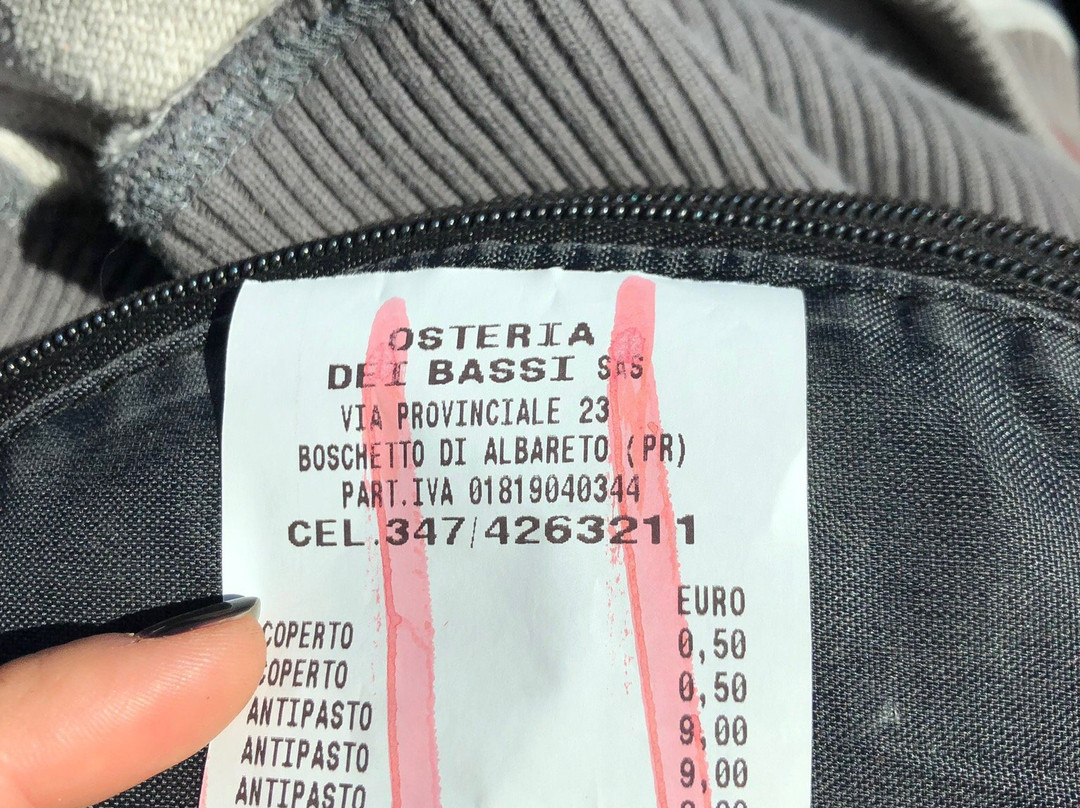 OSTERIA
DEI BASSI SAS
VIA PROVINCIALE 23
BOSCHETTO DI ALBARETO (PR)
PART.IVA 01819040344
CEL.347/4263211
EURO
COPERTO 0,50
COPERTO 0,50
ANTIPASTO 9,00
ANTIPASTO 9,00
ANTIPASTO